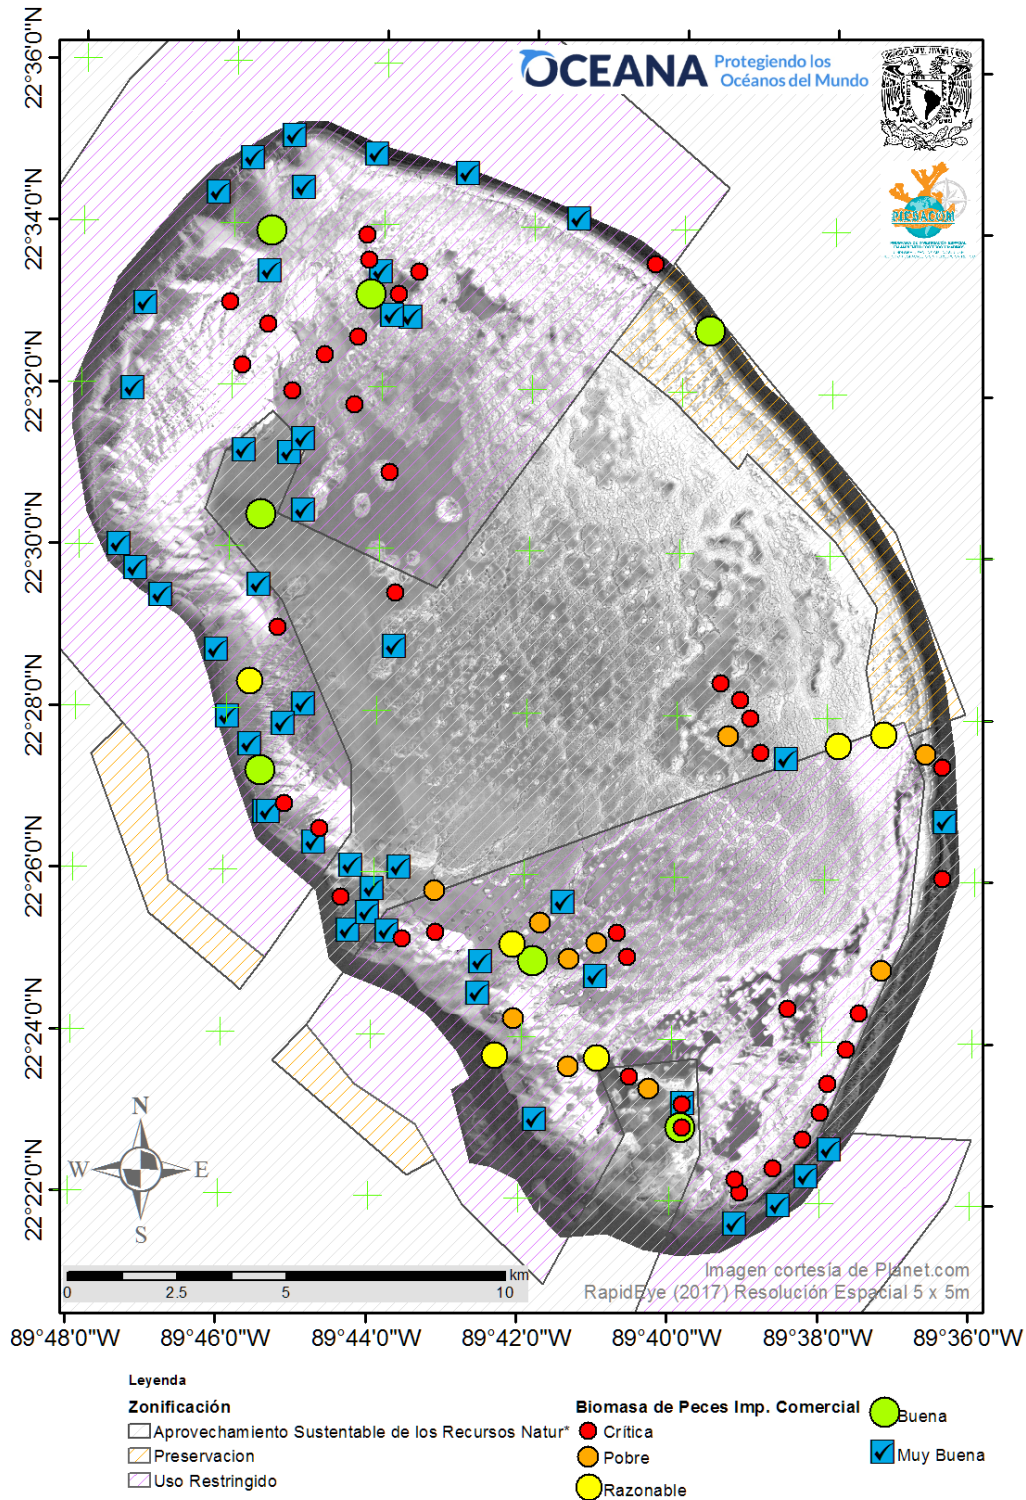 OCEANA
Protegiendo los
Océanos del Mundo
22°36'0"N
22°34'0"N
22°32'0"N
22°30'0"N
22°28'0"N
22°26'0"N
22°24'0"N
22°22'0"N
N
W
E
S
km
0 2.5 5 10
Imagen cortesía de Planet.com
RapidEye (2017) Resolución Espacial 5 x 5m
89°48'0"W 89°46'0"W 89°44'0"W 89°42'0"W 89°40'0"W 89°38'0"W 89°36'0"W
Leyenda
Zonificación
Aprovechamiento Sustentable de los Recursos Natur*
Preservacion
Uso Restringido
Biomasa de Peces Imp. Comercial
Crítica
Pobre
Razonable
Buena
Muy Buena